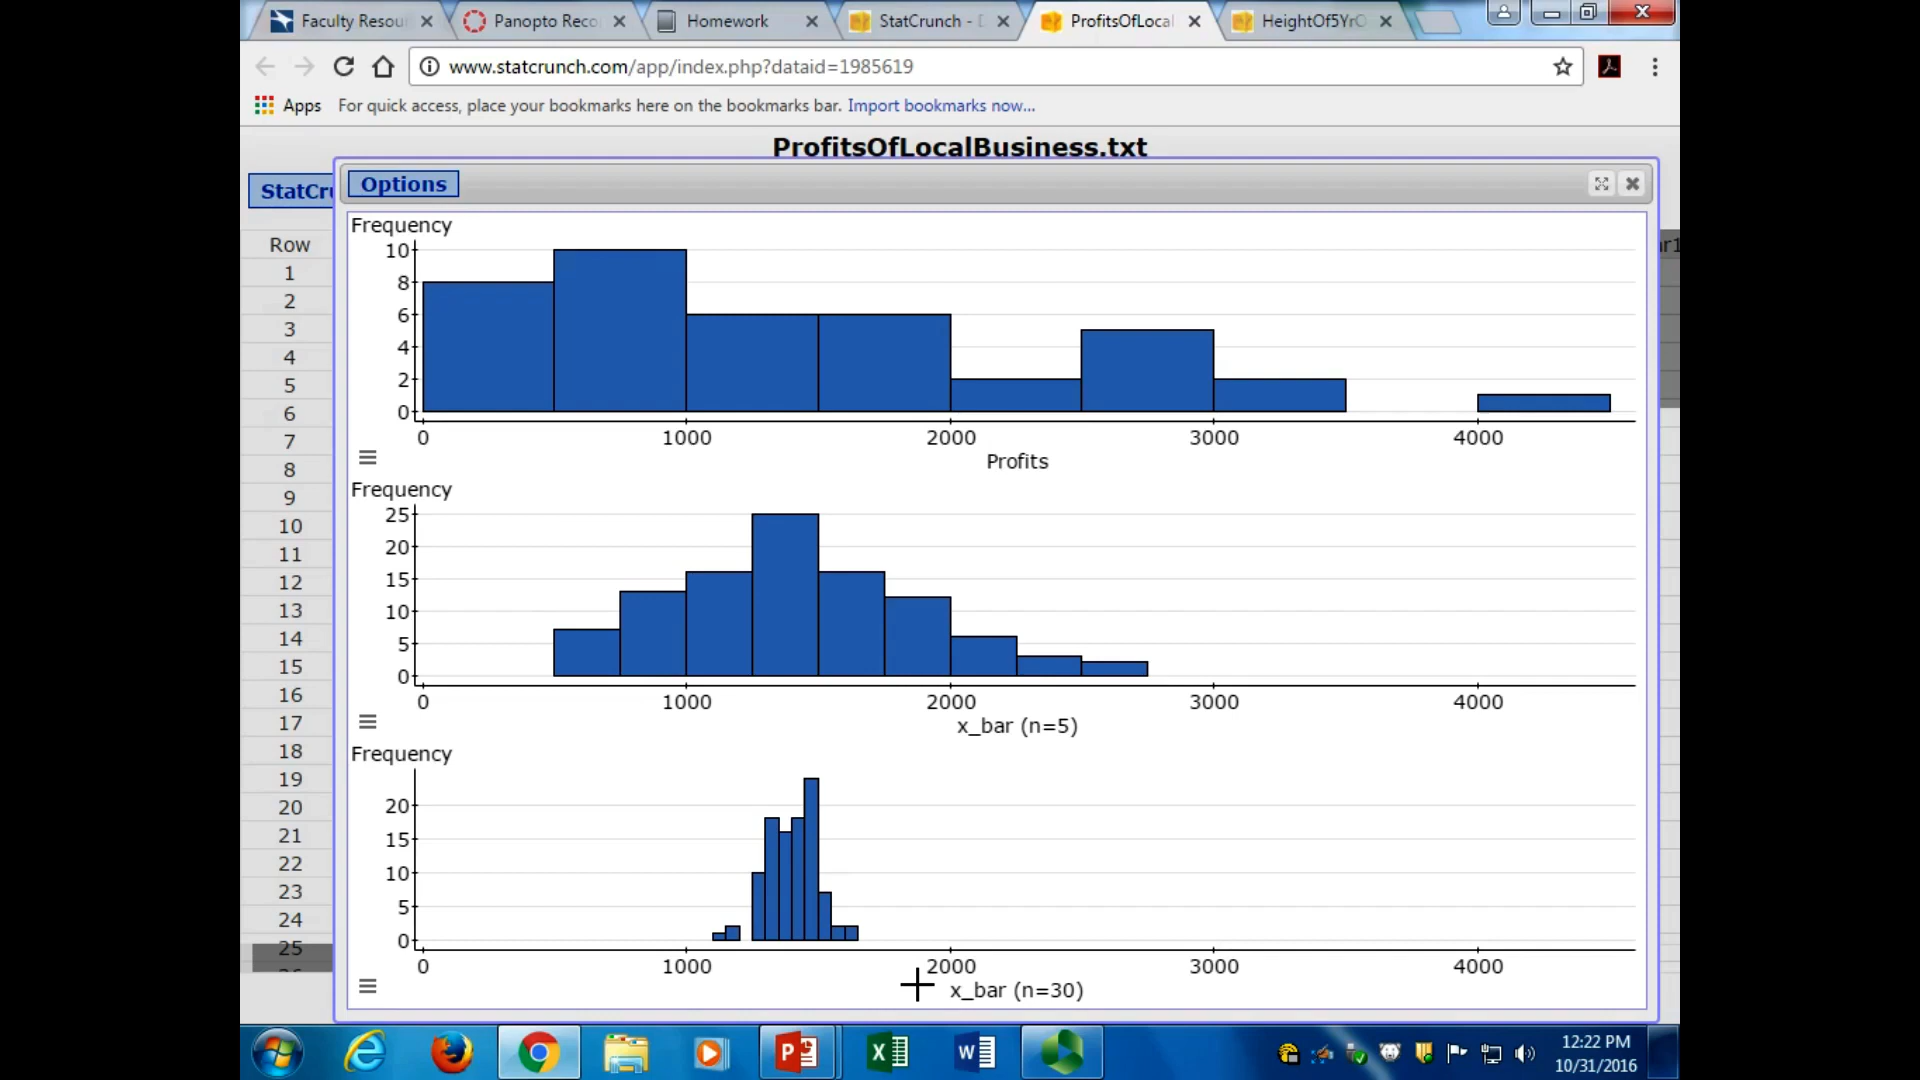 Faculty Resou
Panopto Reco
Homework
StatCrunch - D
ProfitsOfLocal
HeightOf5YrO
www.statcrunch.com/app/index.php?dataid=1985619
Apps For quick access, place your bookmarks here on the bookmarks bar. Import bookmarks now...
ProfitsOfLocalBusiness.txt
StatCru
Options
Row
1
2
3
4
5
6
7
8
9
10
11
12
13
14
15
16
17
18
19
20
21
22
23
24
25
Frequency
10
8
6
4
2
0
0 1000 2000 3000 4000
Profits
Frequency
25
20
15
10
5
0
0 1000 2000 3000 4000
x_bar (n=5)
Frequency
20
15
10
5
0
0 1000 2000 3000 4000
x_bar (n=30)
12:22 PM
10/31/2016